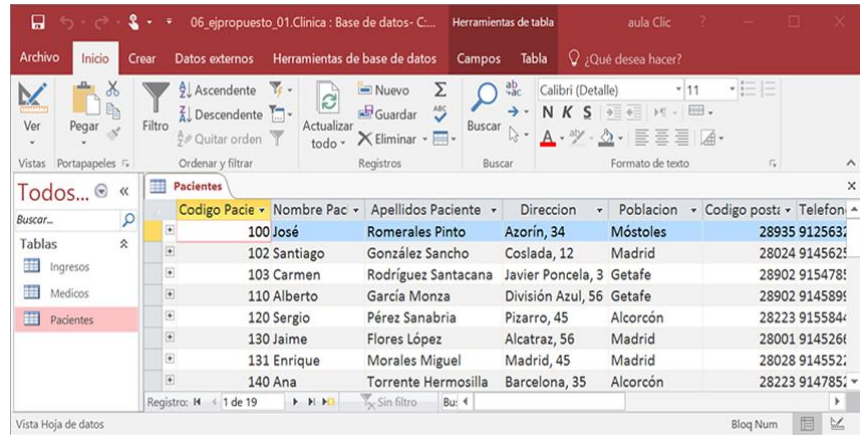 06_ejpropuesto_01.Clinica : Base de datos- C:... Herramientas de tabla aula Clic ?
Archivo Inicio Crear Datos externos Herramientas de base de datos Campos Tabla ¿Qué desea hacer?
Ver Pegar Filtro Ascendente Descendente Quitar orden Actualizar todo Nuevo Guardar Eliminar Σ ABC Buscar ab ac Calibri (Detalle) 11 N K S A
Vistas Portapapeles Ordenar y filtrar Registros Buscar Formato de texto
Todos... «
Buscar...
Tablas
Ingresos
Medicos
Pacientes
Pacientes x
Codigo Pacie Nombre Pac Apellidos Paciente Direccion Poblacion Codigo posta Telefon
100 José Romerales Pinto Azorín, 34 Móstoles 28935 9125632
102 Santiago González Sancho Coslada, 12 Madrid 28024 9145625
103 Carmen Rodríguez Santacana Javier Poncela, 3 Getafe 28902 9154785
110 Alberto García Monza División Azul, 56 Getafe 28902 9145899
120 Sergio Pérez Sanabria Pizarro, 45 Alcorcón 28223 9155844
130 Jaime Flores López Alcatraz, 56 Madrid 28001 9145266
131 Enrique Morales Miguel Madrid, 45 Madrid 28028 9145522
140 Ana Torrente Hermosilla Barcelona, 35 Alcorcón 28223 9147852
Registro: 1 de 19 Sin filtro Bu:
Vista Hoja de datos Bloq Num